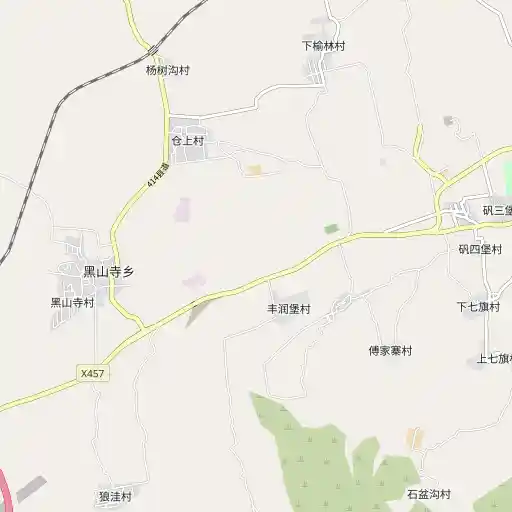 下榆林村
杨树沟村
仓上村
414县道
矾三堡
矾四堡村
黑山寺乡
黑山寺村
丰润堡村
下七旗村
傅家寨村
上七旗村
X457
狼洼村
石盆沟村